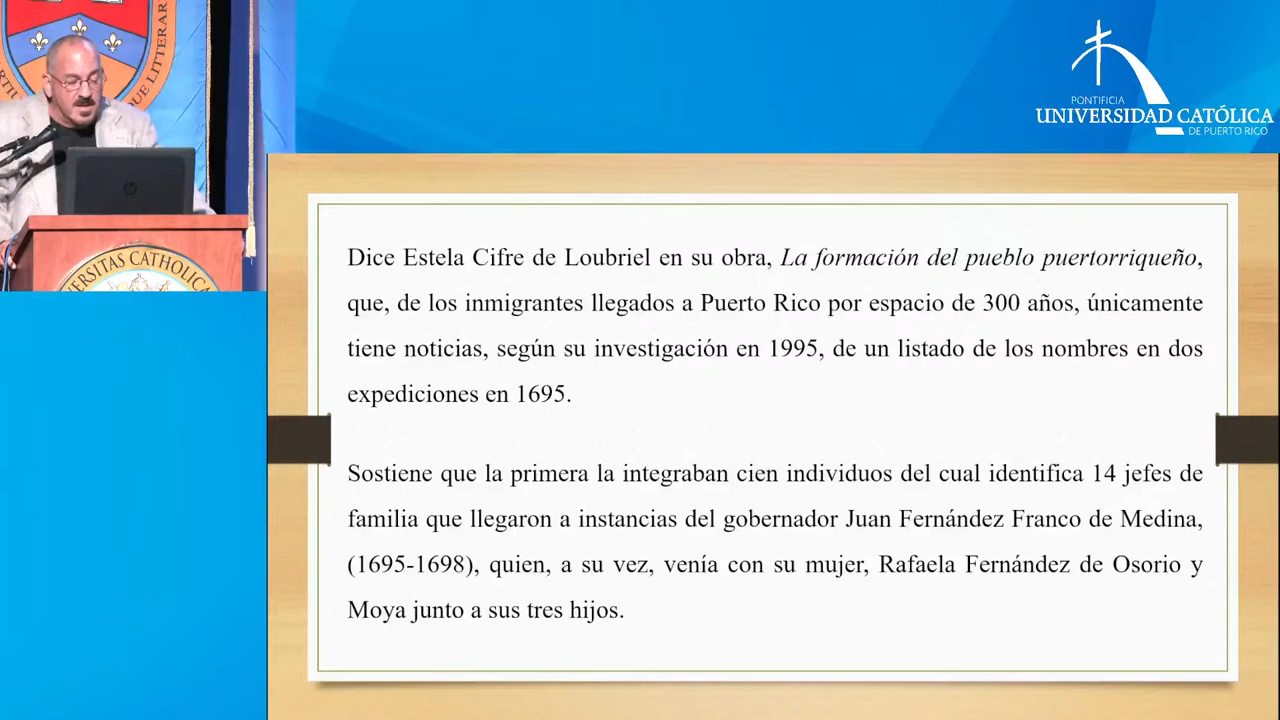 QUE LITTERAR
PONTIFICIA
UNIVERSIDAD CATÓLICA
DE PUERTO RICO
VERSITAS CATHOLICA
Dice Estela Cifre de Loubriel en su obra, La formación del pueblo puertorriqueño,
que, de los inmigrantes llegados a Puerto Rico por espacio de 300 años, únicamente
tiene noticias, según su investigación en 1995, de un listado de los nombres en dos
expediciones en 1695.
Sostiene que la primera la integraban cien individuos del cual identifica 14 jefes de
familia que llegaron a instancias del gobernador Juan Fernández Franco de Medina,
(1695-1698), quien, a su vez, venía con su mujer, Rafaela Fernández de Osorio y
Moya junto a sus tres hijos.